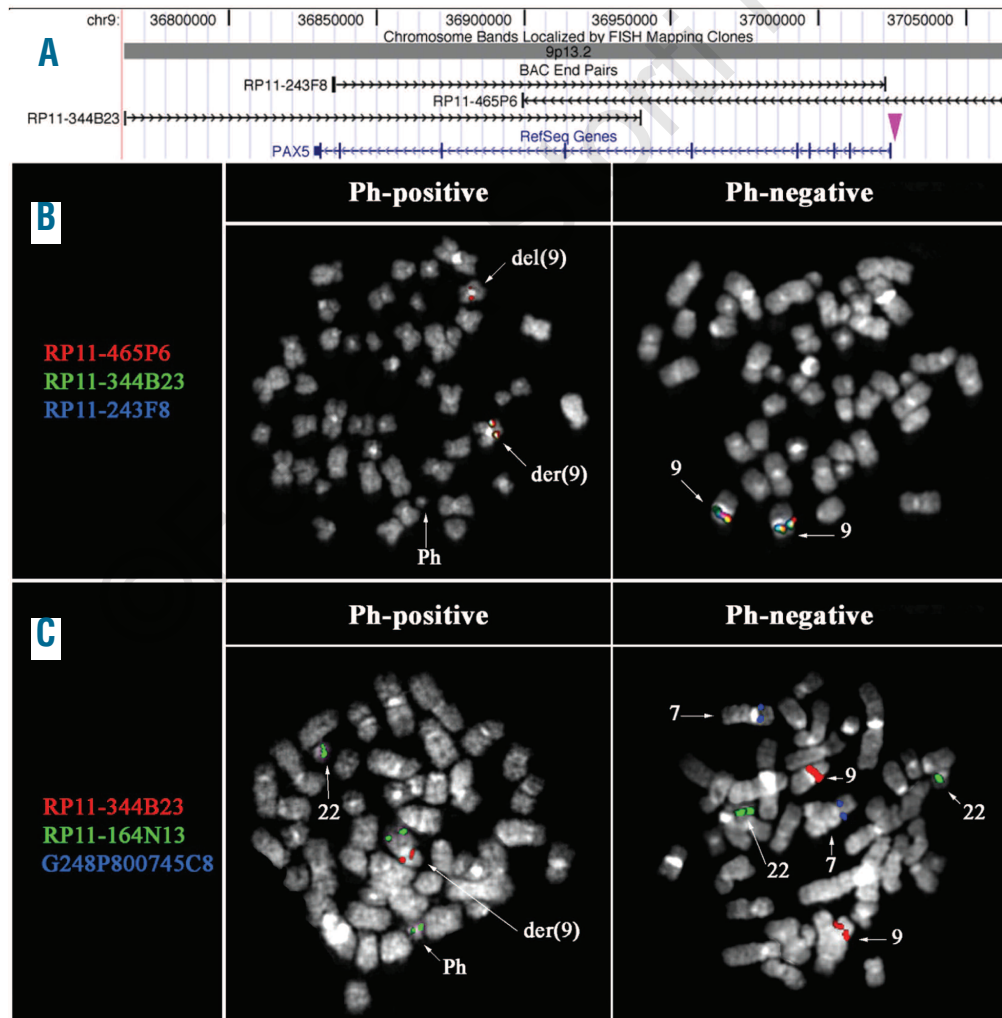 A
chr9: 36800000 36850000 36900000 36950000 37000000 37050000
Chromosome Bands Localized by FISH Mapping Clones
9p13.2
BAC End Pairs
RP11-243F8
RP11-465P6
RP11-344B23
RefSeq Genes
PAX5
B
Ph-positive
Ph-negative
RP11-465P6
RP11-344B23
RP11-243F8
del(9)
der(9)
Ph
9
9
C
Ph-positive
Ph-negative
RP11-344B23
RP11-164N13
G248P800745C8
22
der(9)
Ph
7
9
22
22
7
9